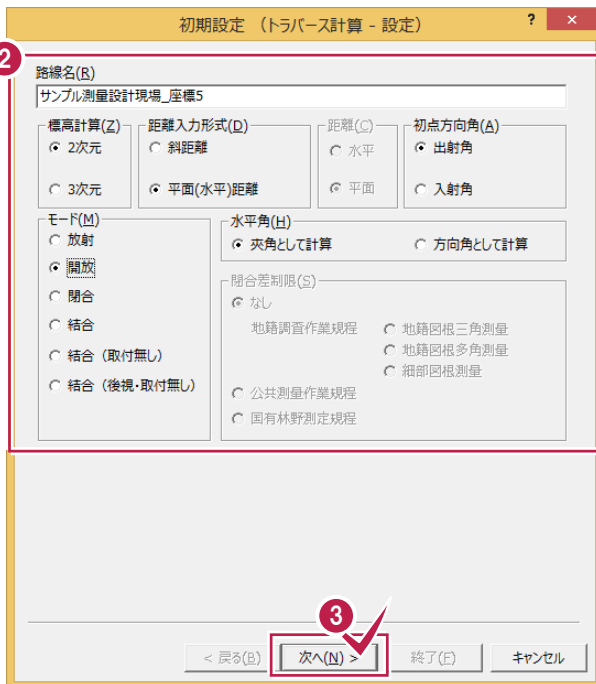 初期設定 （トラバース計算 - 設定）
?
×
2
路線名(R)
サンプル測量設計現場_座標5
標高計算(Z)
2次元
3次元
距離入力形式(D)
斜距離
平面(水平)距離
距離(C)
水平
平面
初点方向角(A)
出射角
入射角
モード(M)
放射
開放
閉合
結合
結合（取付無し）
結合（後視・取付無し）
水平角(H)
夾角として計算
方向角として計算
閉合差制限(S)
なし
地籍調査作業規程
地籍図根三角測量
地籍図根多角測量
細部図根測量
公共測量作業規程
国有林野測定規程
3
< 戻る(B)
次へ(N) >
終了(F)
キャンセル